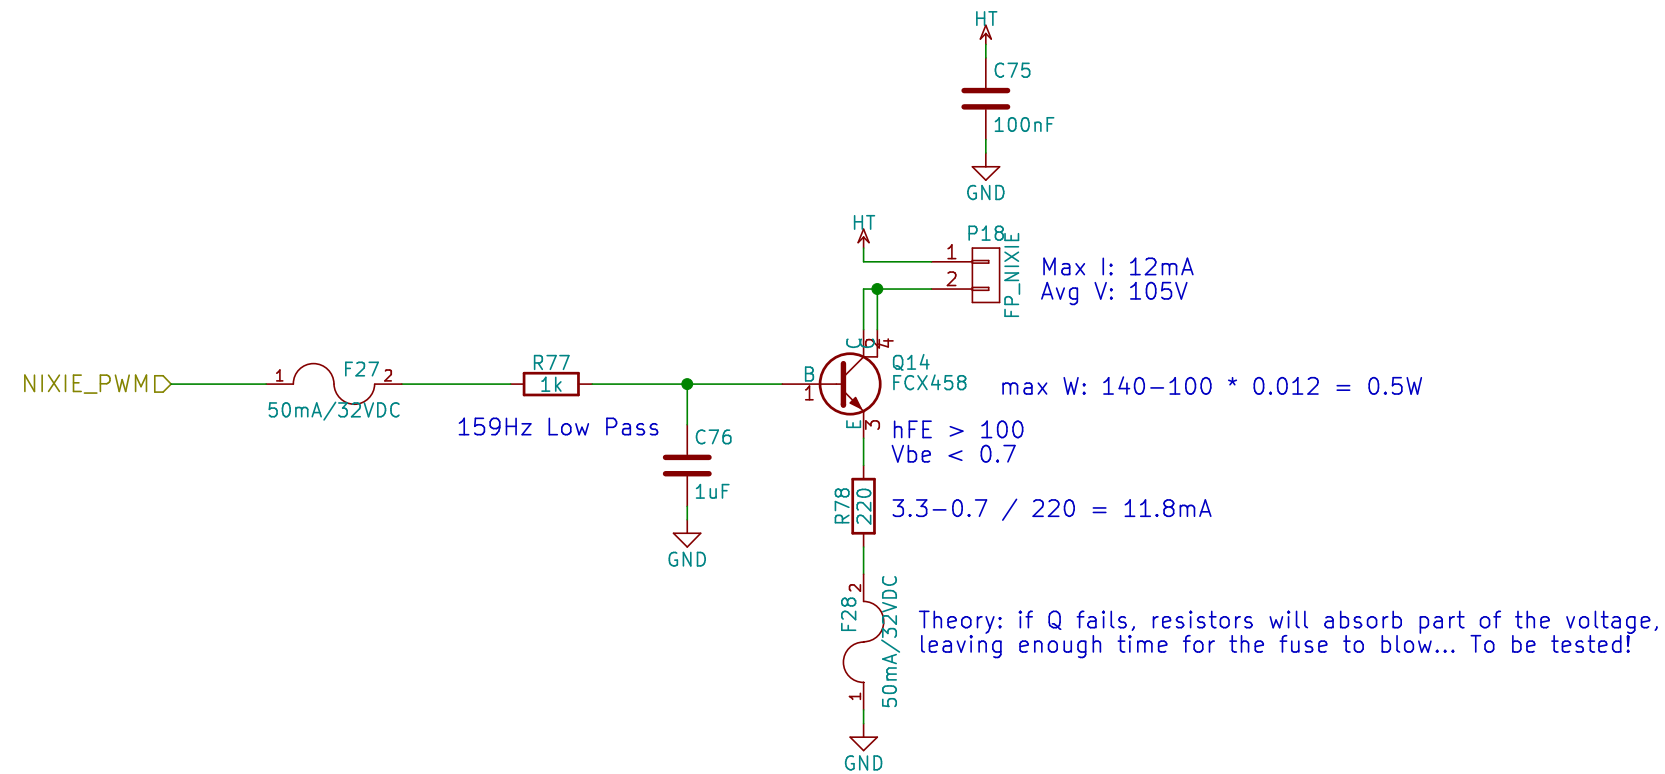 HT
C75
100nF
GND
HT
P18
FP_NIXIE
1
2
Max I: 12mA
Avg V: 105V
NIXIE_PWM
1
F27
2
50mA/32VDC
R77
1k
159Hz Low Pass
C76
1uF
GND
B
1
C
4
Q14
FCX458
max W: 140-100 * 0.012 = 0.5W
E
3
hFE > 100
Vbe < 0.7
R78
220
3.3-0.7 / 220 = 11.8mA
2
F28
50mA/32VDC
1
Theory: if Q fails, resistors will absorb part of the voltage,
leaving enough time for the fuse to blow... To be tested!
GND